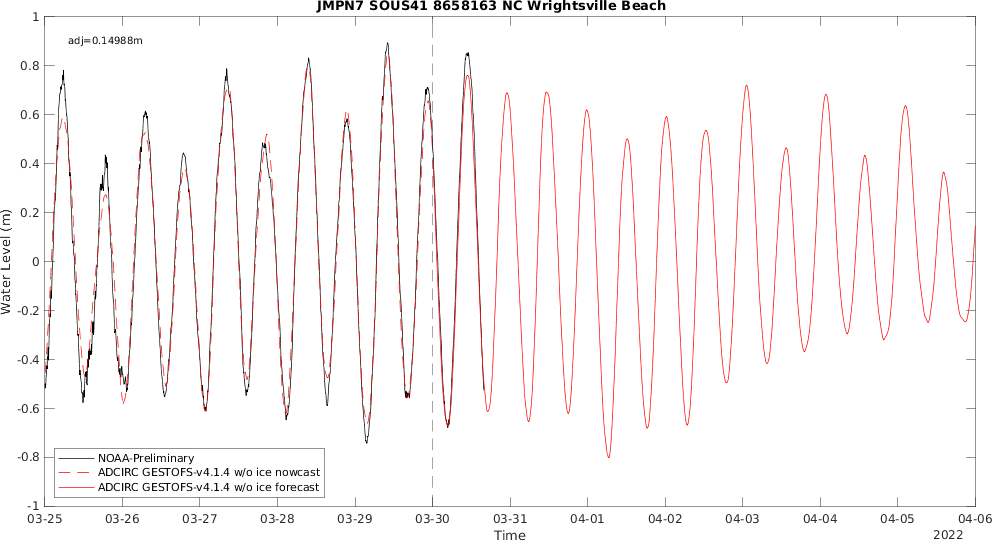 JMPN7 SOUS41 8658163 NC Wrightsville Beach
adj=0.14988m
Water Level (m)
1
0.8
0.6
0.4
0.2
0
-0.2
-0.4
-0.6
-0.8
-1
NOAA-Preliminary
ADCIRC GESTOFS-v4.1.4 w/o ice nowcast
ADCIRC GESTOFS-v4.1.4 w/o ice forecast
03-25 03-26 03-27 03-28 03-29 03-30 03-31 04-01 04-02 04-03 04-04 04-05 04-06
Time
2022